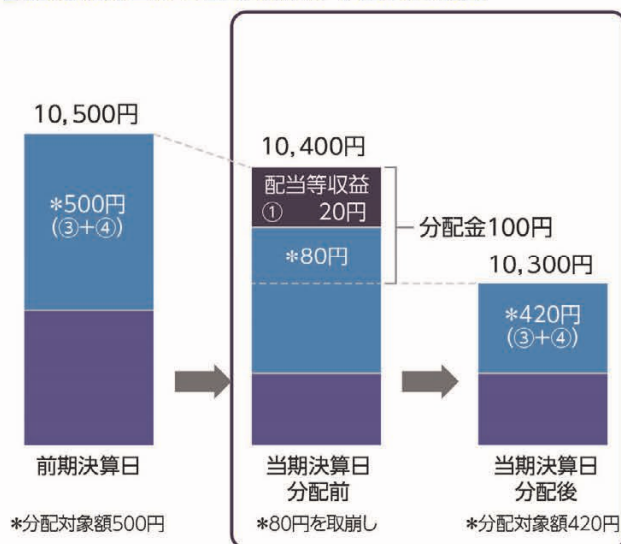 10,500円
*500円
(③+④)
前期決算日
*分配対象額500円
10,400円
配当等収益
① 20円
*80円
分配金100円
当期決算日
分配前
*80円を取崩し
10,300円
*420円
(③+④)
当期決算日
分配後
*分配対象額420円